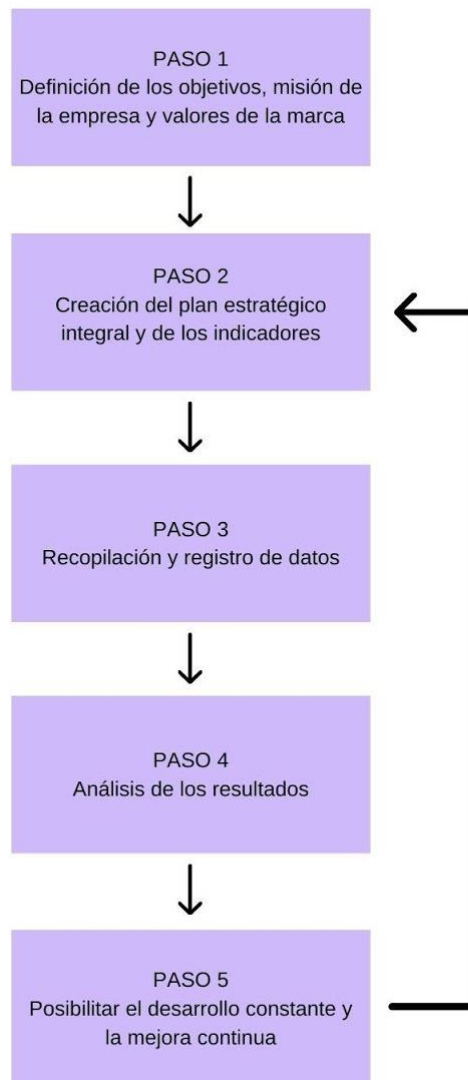 PASO 1
Definición de los objetivos, misión de
la empresa y valores de la marca
PASO 2
Creación del plan estratégico
integral y de los indicadores
PASO 3
Recopilación y registro de datos
PASO 4
Análisis de los resultados
PASO 5
Posibilitar el desarrollo constante y
la mejora continua